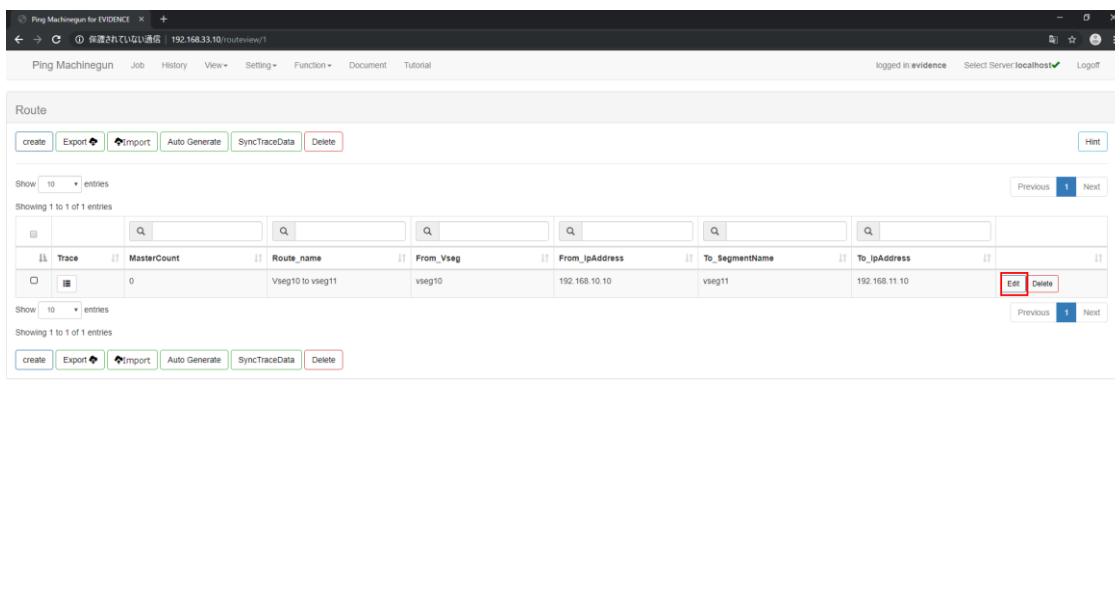 Ping Machinegun for EVIDENCE
保護されていない通信 | 192.168.33.10/routeview/1
Ping Machinegun Job History View Setting Function Document Tutorial logged in:evidence Select Server:localhost Logoff
Route
create Export Import Auto Generate SyncTraceData Delete Hint
Show 10 entries Previous 1 Next
Showing 1 to 1 of 1 entries
Trace MasterCount Route_name From_Vseg From_IpAddress To_SegmentName To_IpAddress
0 Vseg10 to vseg11 vseg10 192.168.10.10 vseg11 192.168.11.10 Edit Delete
Show 10 entries Previous 1 Next
Showing 1 to 1 of 1 entries
create Export Import Auto Generate SyncTraceData Delete